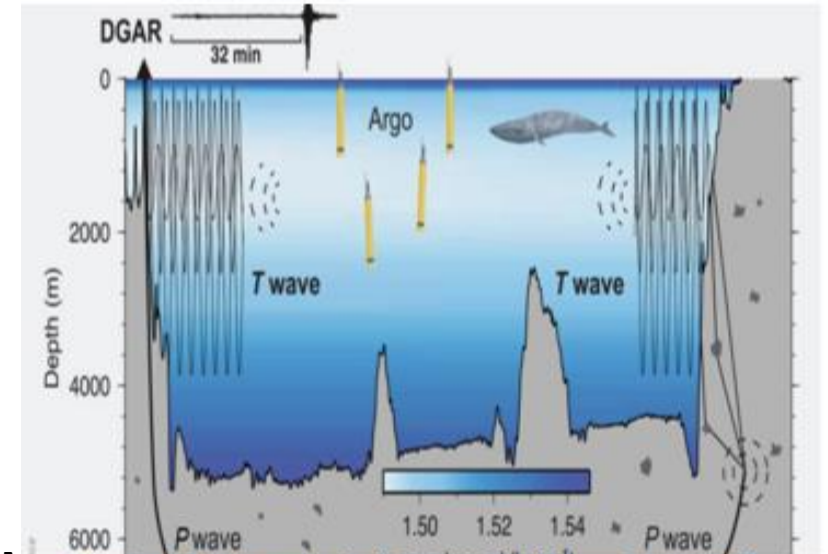 DGAR
32 min
0
Argo
2000
T wave
T wave
Depth (m)
4000
1.50
1.52
1.54
6000
P wave
P wave